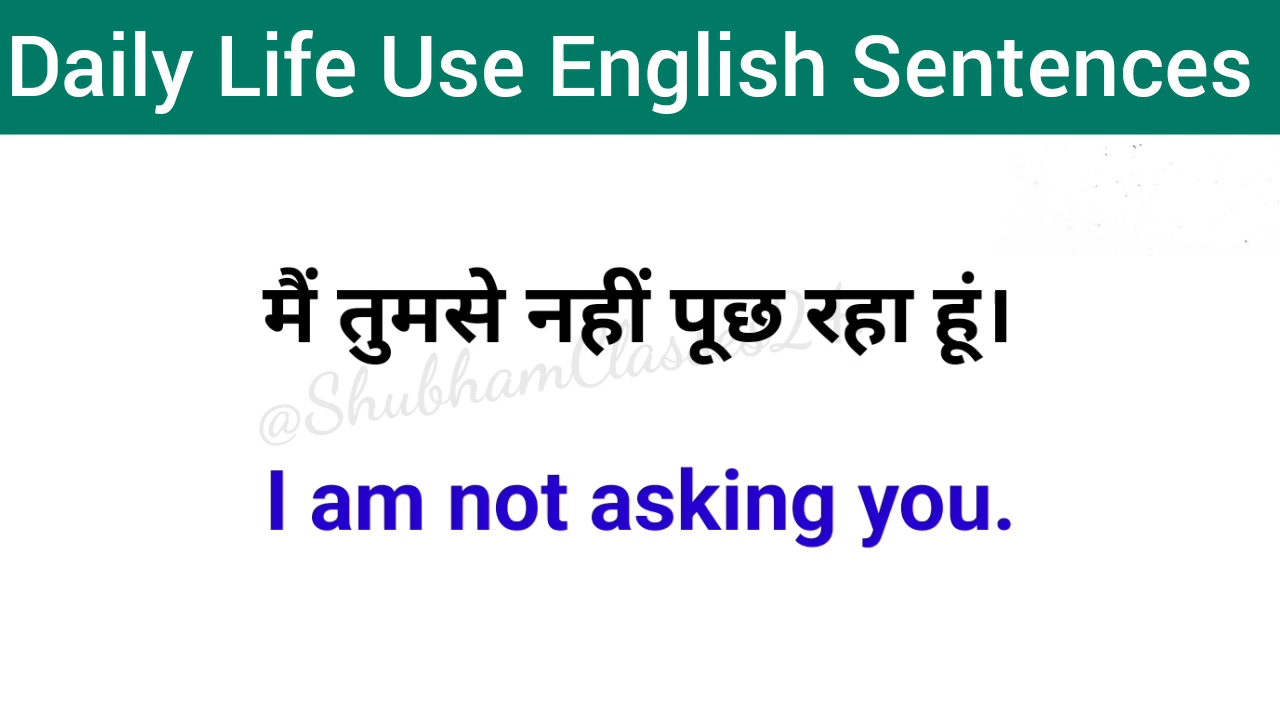 Daily Life Use English Sentences
मैं तुमसे नहीं पूछ रहा हूं।
I am not asking you.